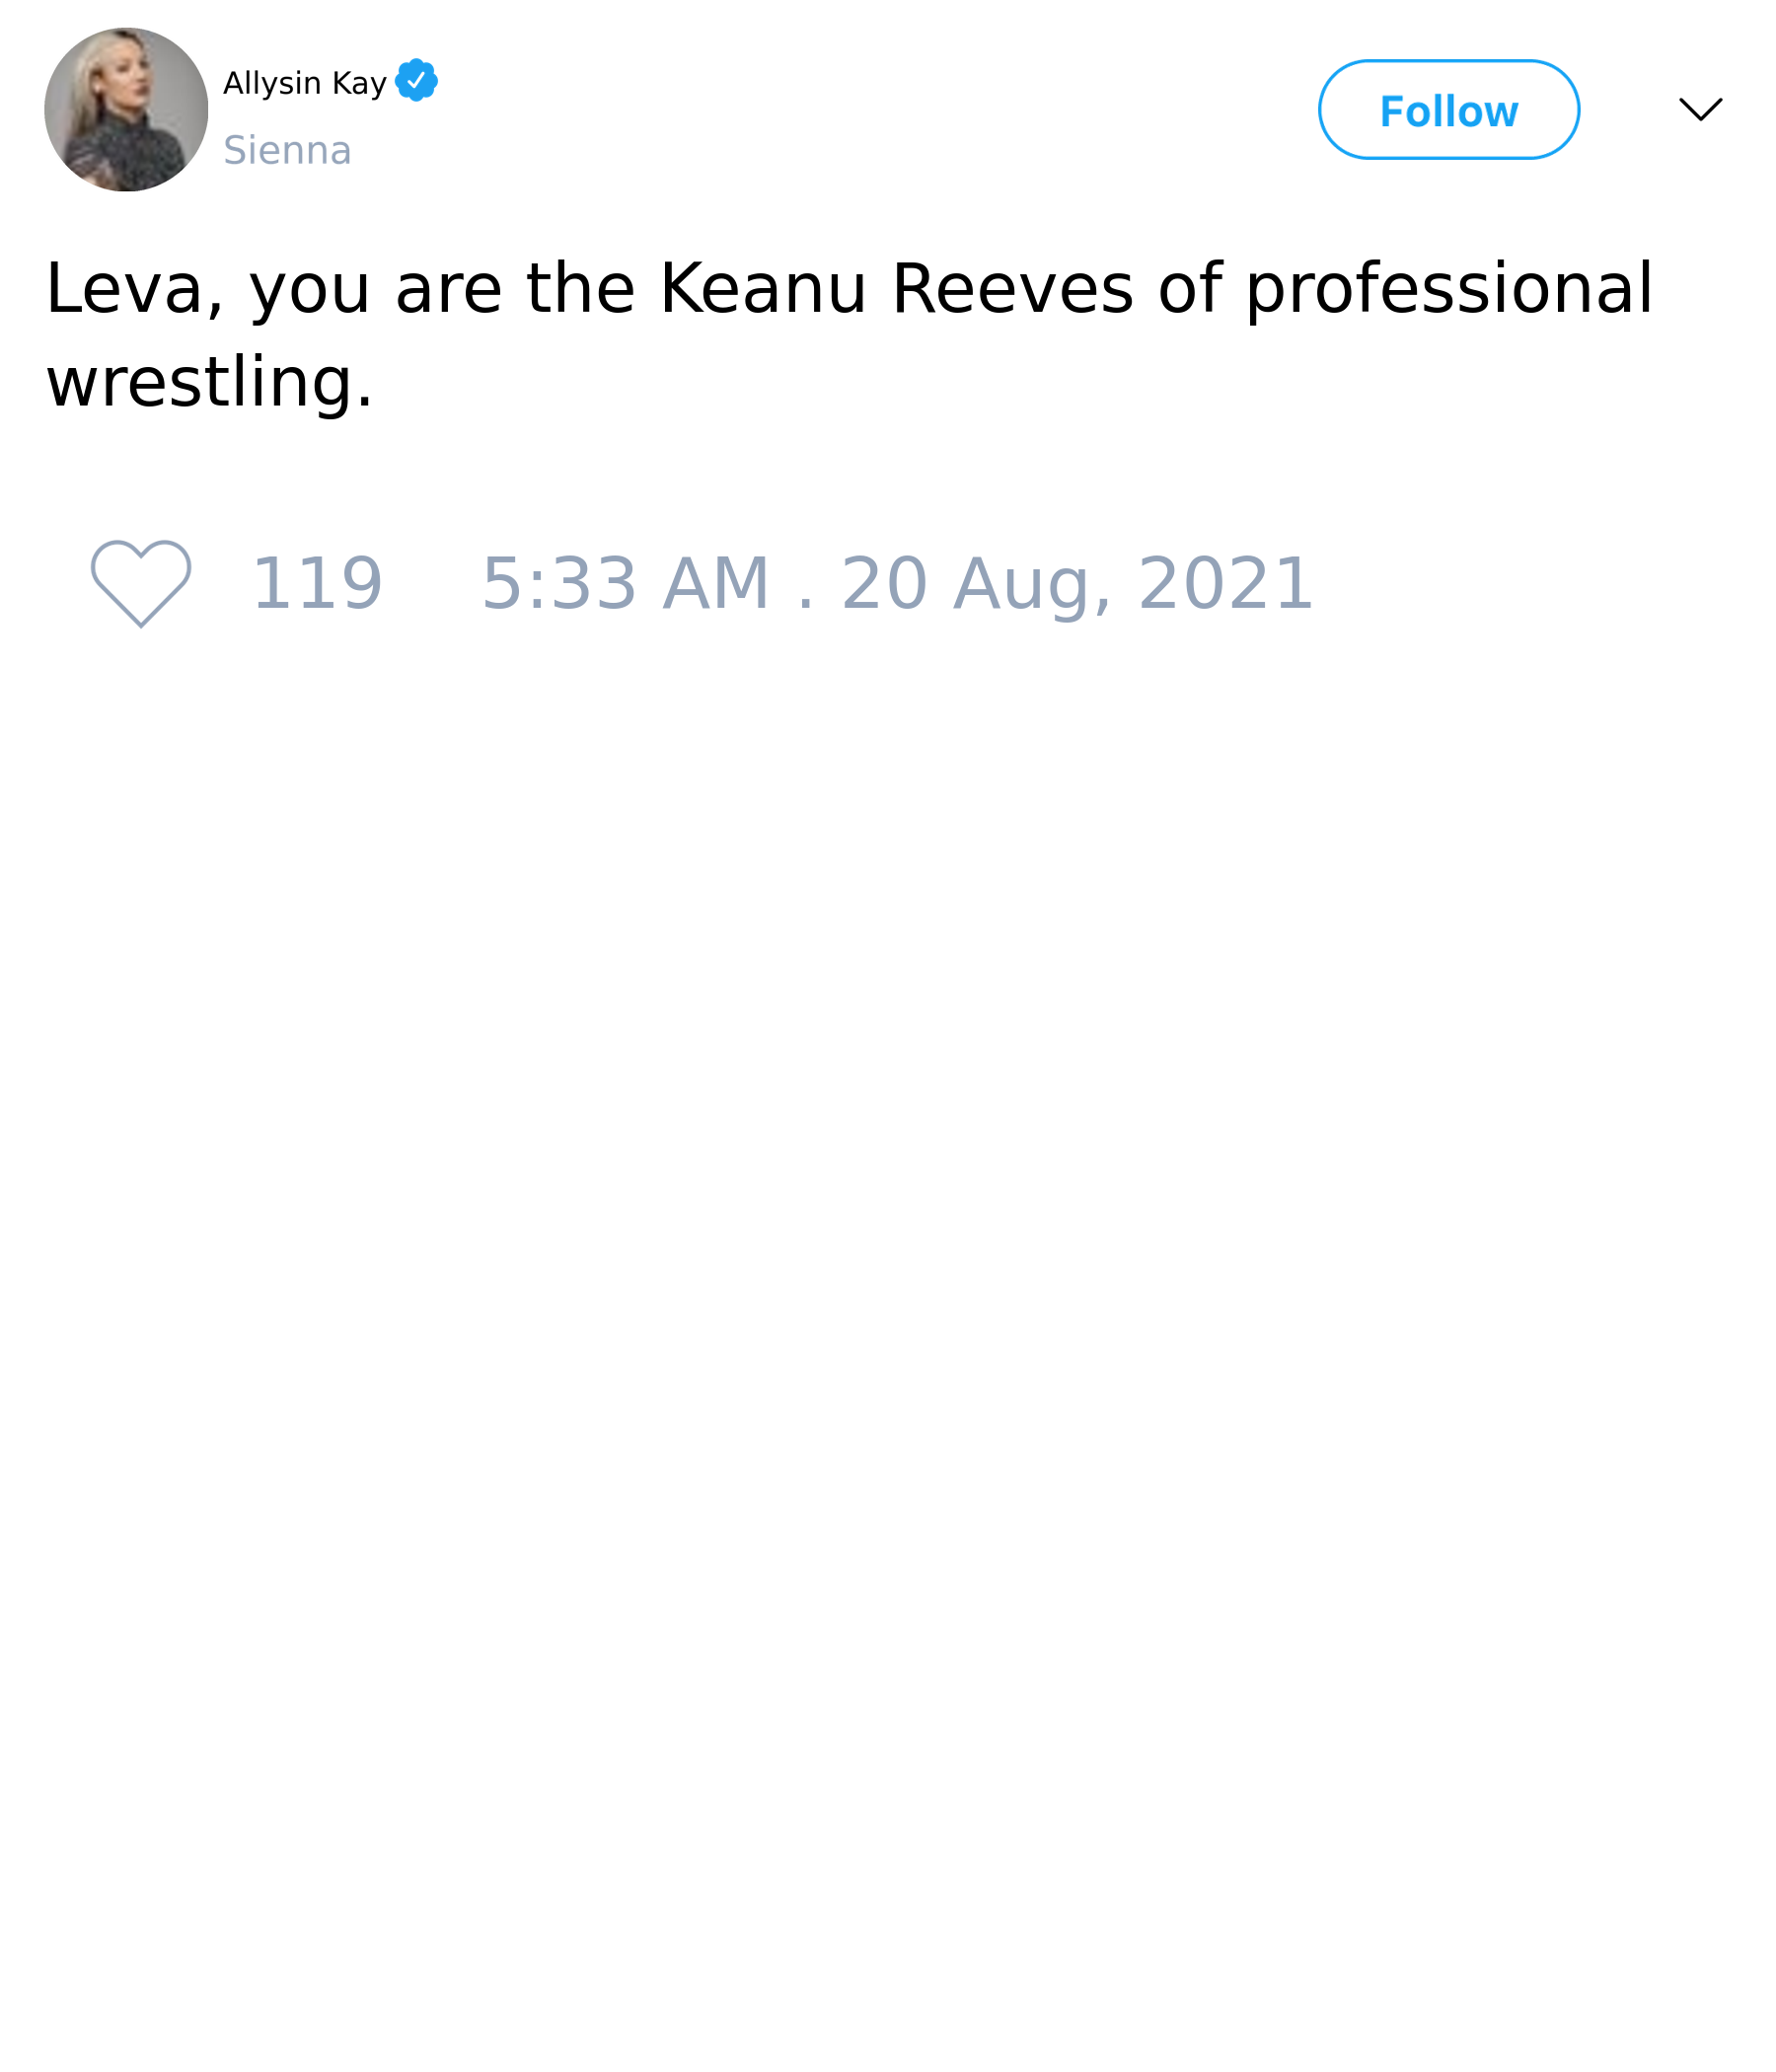 Allysin Kay
Sienna
Follow
Leva, you are the Keanu Reeves of professional
wrestling.
119 5:33 AM . 20 Aug, 2021